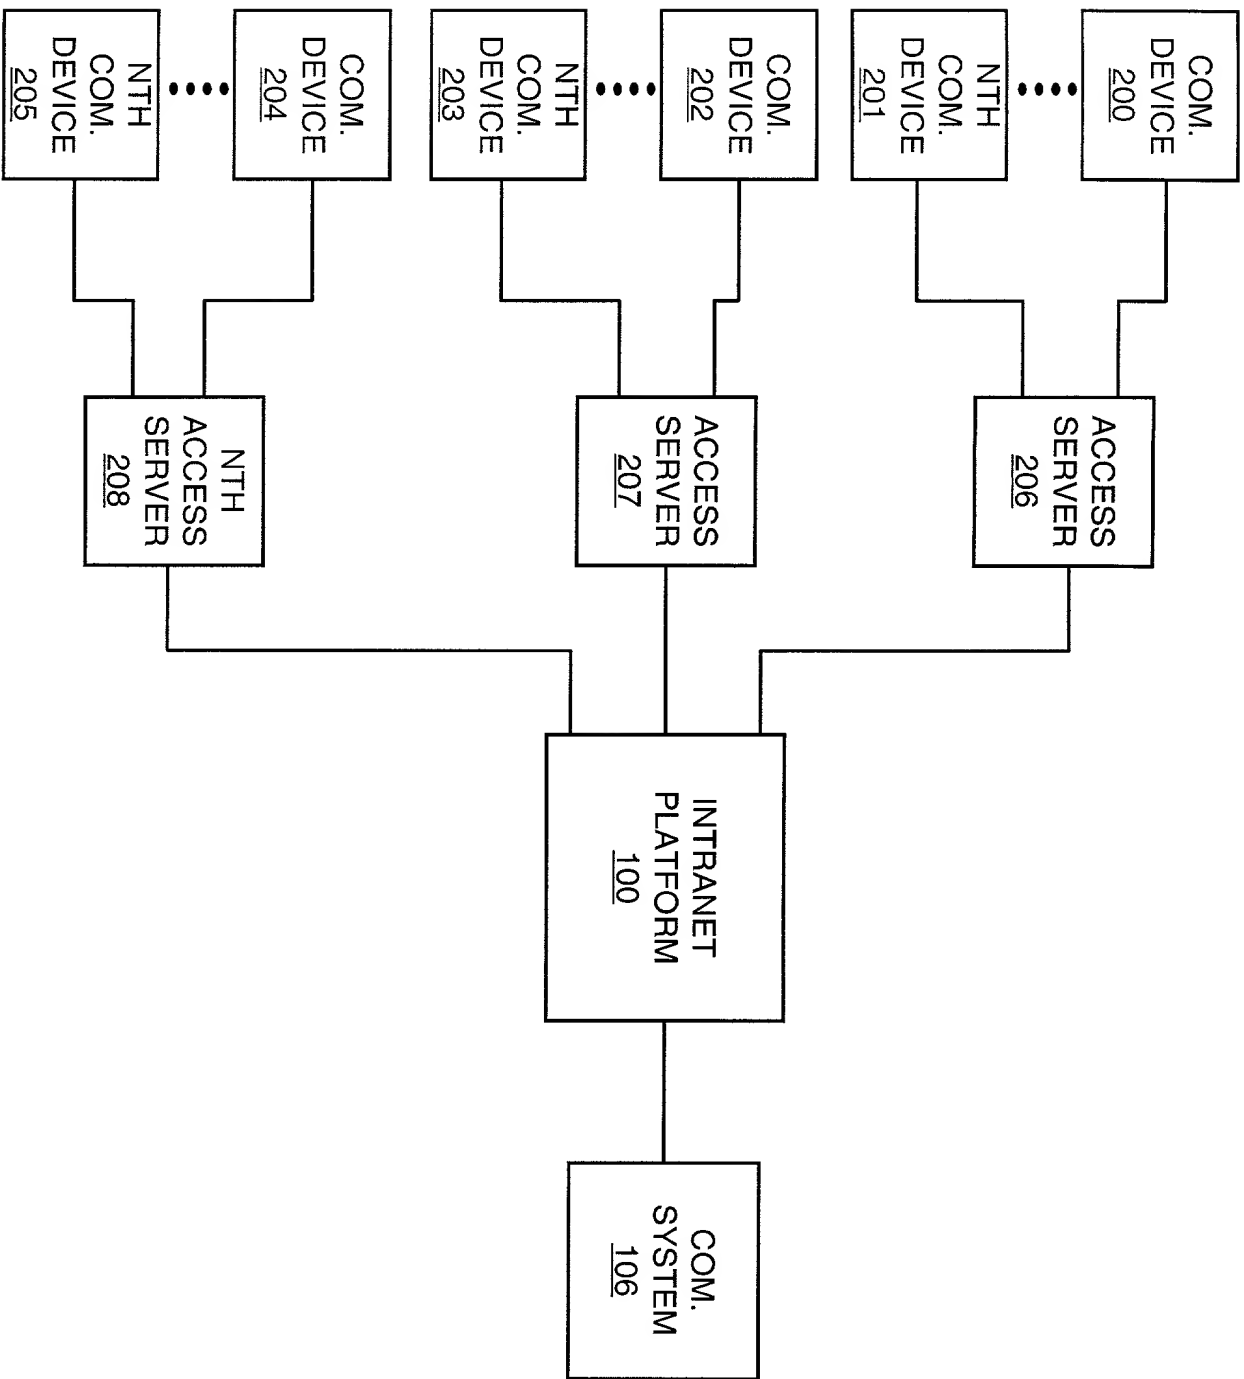 COM.
DEVICE
200
NTH
COM.
DEVICE
201
COM.
DEVICE
202
NTH
COM.
DEVICE
203
COM.
DEVICE
204
NTH
COM.
DEVICE
205
ACCESS
SERVER
206
ACCESS
SERVER
207
NTH
ACCESS
SERVER
208
INTRANET
PLATFORM
100
COM.
SYSTEM
106